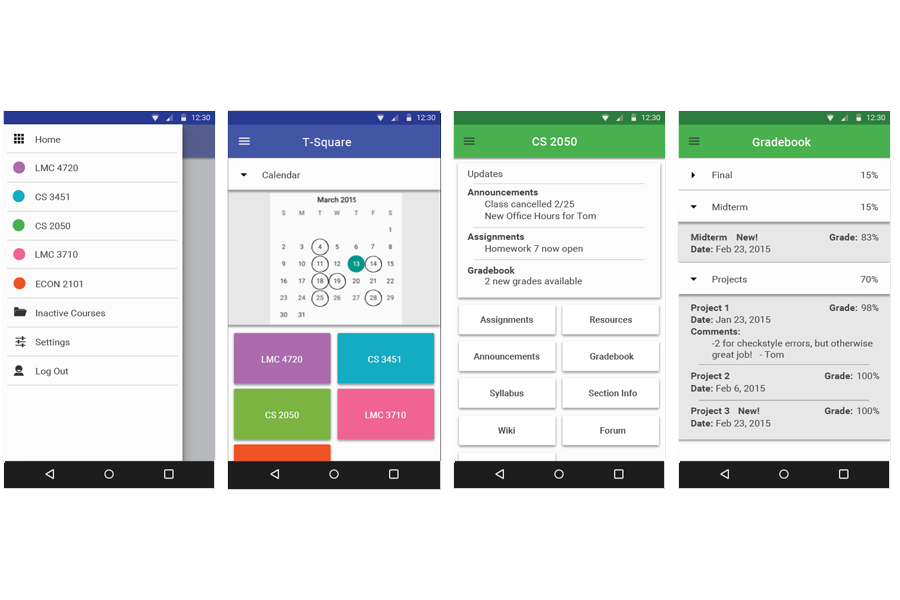 12:30
Home
LMC 4720
CS 3451
CS 2050
LMC 3710
ECON 2101
Inactive Courses
Settings
Log Out
12:30
T-Square
Calendar
March 2015
S M T W T F S
1
2 3 4 5 6 7 8
9 10 11 12 13 14 15
16 17 18 19 20 21 22
23 24 25 26 27 28 29
30 31
LMC 4720 CS 3451
CS 2050 LMC 3710
12:30
CS 2050
Updates
Announcements
Class cancelled 2/25
New Office Hours for Tom
Assignments
Homework 7 now open
Gradebook
2 new grades available
Assignments Resources
Announcements Gradebook
Syllabus Section Info
Wiki Forum
12:30
Gradebook
Final 15%
Midterm 15%
Midterm New! Grade: 83%
Date: Feb 23, 2015
Projects 70%
Project 1 Grade: 98%
Date: Jan 23, 2015
Comments:
-2 for checkstyle errors, but otherwise
great job! - Tom
Project 2 Grade: 100%
Date: Feb 6, 2015
Project 3 New! Grade: 100%
Date: Feb 23, 2015